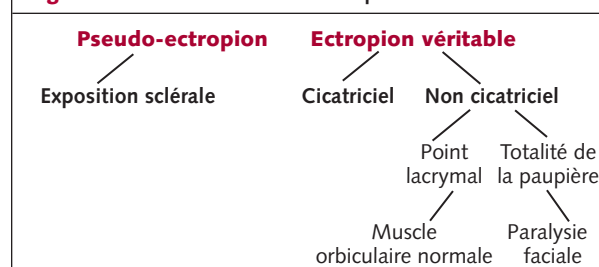 Pseudo-ectropion Ectropion véritable
Exposition sclérale Cicatriciel Non cicatriciel
Point lacrymal
Totalité de la paupière
Muscle orbiculaire normale
Paralysie faciale